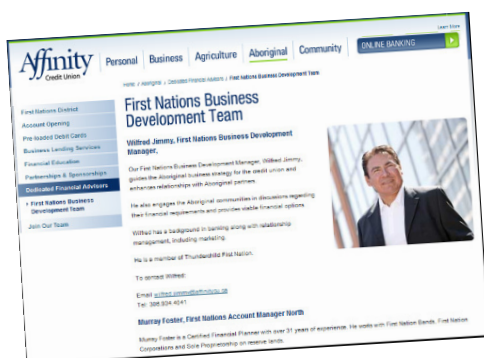 Learn More
Affinity
Credit Union
Personal Business Agriculture Aboriginal Community
ONLINE BANKING
Home / Aboriginal / Dedicated Financial Advisors / First Nations Business Development Team
First Nations District
Account Opening
Pre-loaded Debit Cards
Business Lending Services
Financial Education
Partnerships & Sponsorships
Dedicated Financial Advisors
First Nations Business
Development Team
Join Our Team
First Nations Business
Development Team
Wilfred Jimmy, First Nations Business Development
Manager,
Our First Nations Business Development Manager, Wilfred Jimmy,
guides the Aboriginal business strategy for the credit union and
enhances relationships with Aboriginal partners.
He also engages the Aboriginal communities in discussions regarding
their financial requirements and provides viable financial options.
Wilfred has a background in banking along with relationship
management, including marketing.
He is a member of Thunderchild First Nation.
To contact Wilfred:
Email
Tel: 306.934.4041
Murray Foster, First Nations Account Manager North
Murray Foster is a Certified Financial Planner with over 31 years of experience. He works with First Nation Bands, First Nation
Corporations and Sole Proprietorship on reserve lands.